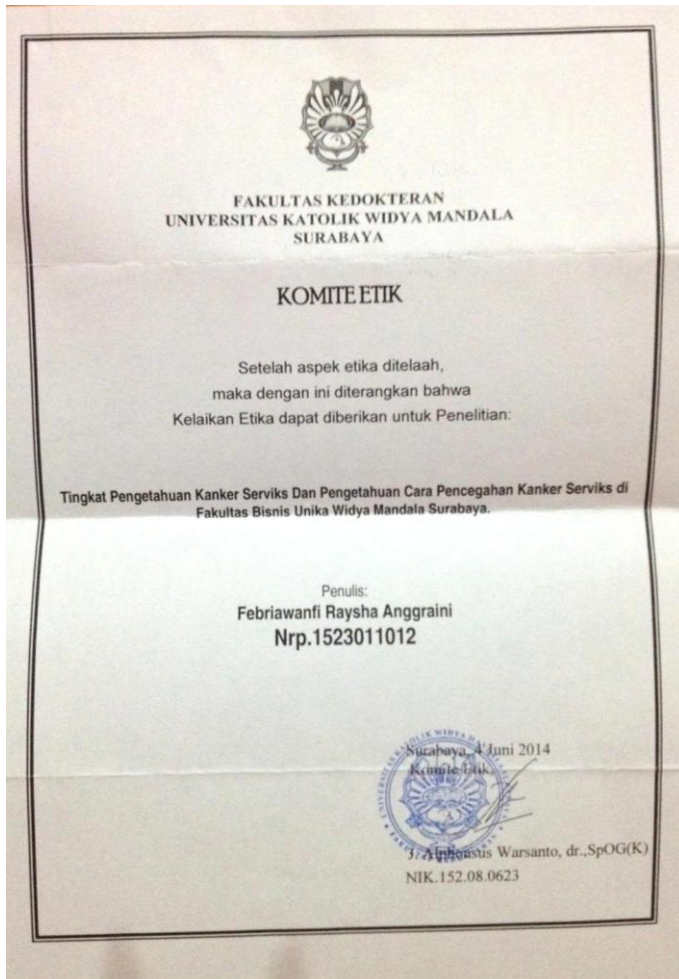 FAKULTAS KEDOKTERAN
UNIVERSITAS KATOLIK WIDYA MANDALA
SURABAYA
KOMITE ETIK
Setelah aspek etika ditelaah,
maka dengan ini diterangkan bahwa
Kelaikan Etika dapat diberikan untuk Penelitian:
Tingkat Pengetahuan Kanker Serviks Dan Pengetahuan Cara Pencegahan Kanker Serviks di
Fakultas Bisnis Unika Widya Mandala Surabaya.
Penulis:
Febriawanfi Raysha Anggraini
Nrp.1523011012
Surabaya, 4 Juni 2014
Komite Etik,
J. Alphonsus Warsanto, dr.,SpOG(K)
NIK.152.08.0623